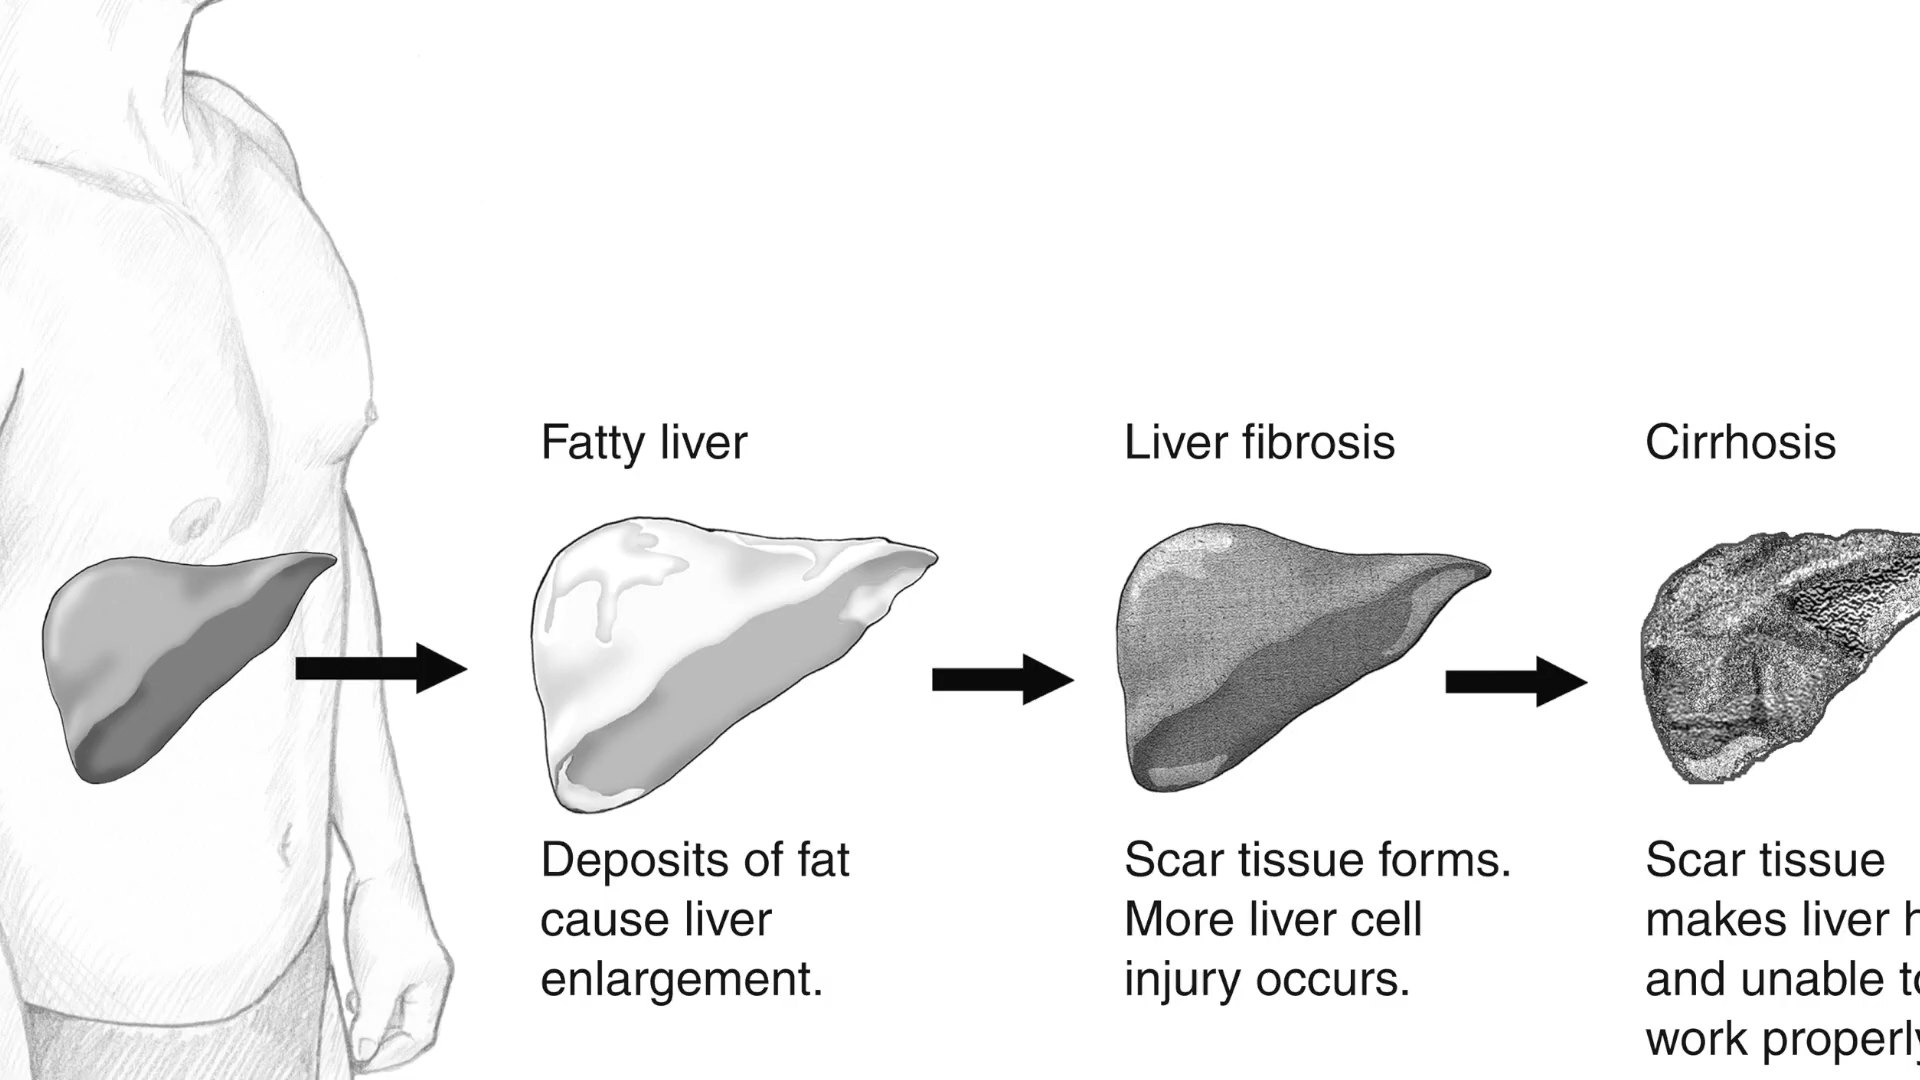 Fatty liver
Deposits of fat
cause liver
enlargement.
Liver fibrosis
Scar tissue forms.
More liver cell
injury occurs.
Cirrhosis
Scar tissue
makes liver
and unable
work